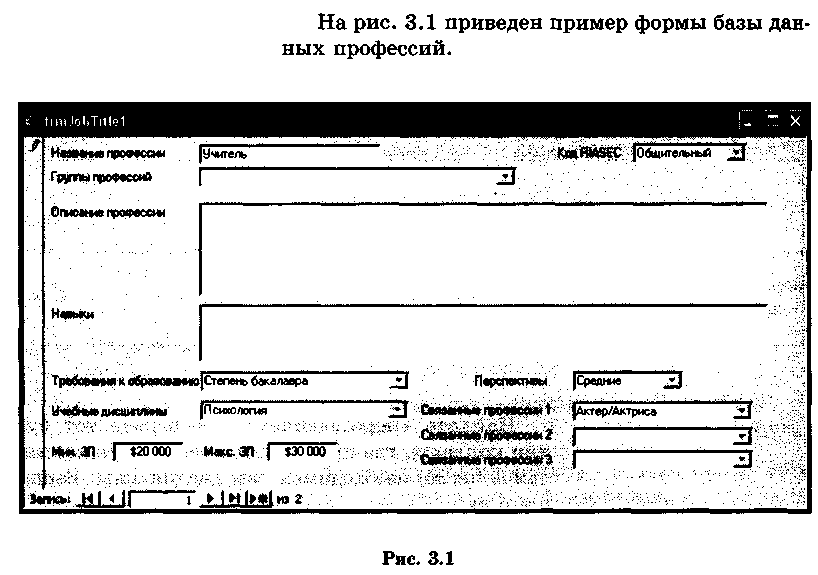 На рис. 3.1 приведен пример формы базы дан-
ных профессий.
frmJobTitle1
Название профессии Учитель Код RIASEC Общительный
Группы профессий
Описание профессии
Навыки
Требования к образованию Степень бакалавра Перспективы Средние
Учебные дисциплины Психология Связанные профессии 1 Актер/Актриса
Связанные профессии 2
Мин. ЗП $20 000 Макс. ЗП $30 000
Связанные профессии 3
Запись: 1 из 2
Рис. 3.1